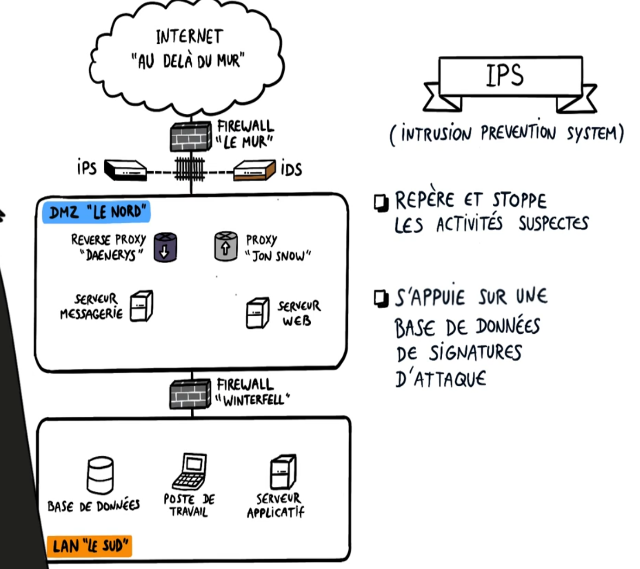 INTERNET
"AU DELÀ DU MUR"
FIREWALL
"LE MUR"
iPS
iDS
DMZ "LE NORD"
REVERSE PROXY
"DAENERYS"
PROXY
"JON SNOW"
SERVEUR
MESSAGERIE
SERVEUR
WEB
FIREWALL
"WINTERFELL"
BASE DE DONNÉES
POSTE DE
TRAVAIL
SERVEUR
APPLICATIF
LAN "LE SUD"
IPS
(INTRUSION PREVENTION SYSTEM)
REPÈRE ET STOPPE
LES ACTIVITÉS SUSPECTES
S'APPUIE SUR UNE
BASE DE DONNÉES
DE SIGNATURES
D'ATTAQUE